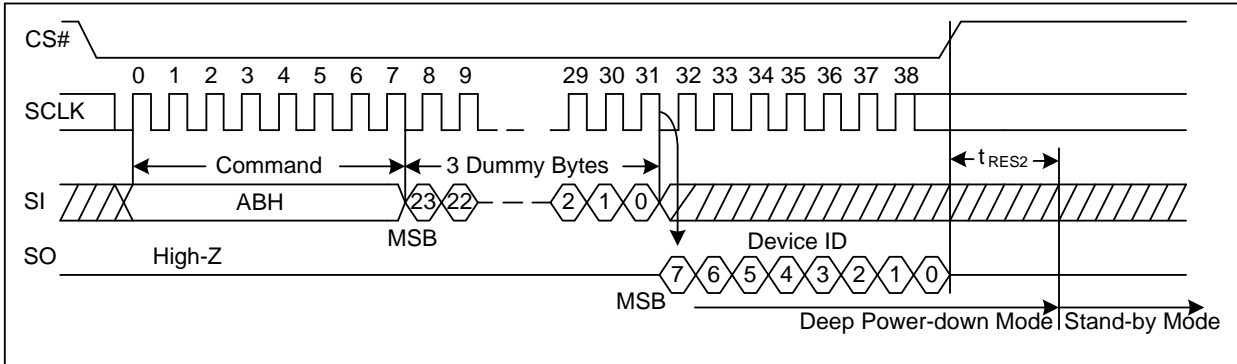 CS#
0 1 2 3 4 5 6 7 8 9 29 30 31 32 33 34 35 36 37 38
SCLK
Command 3 Dummy Bytes tRES2
SI ABH 23 22 2 1 0
MSB
SO High-Z Device ID
7 6 5 4 3 2 1 0
MSB
Deep Power-down Mode Stand-by Mode